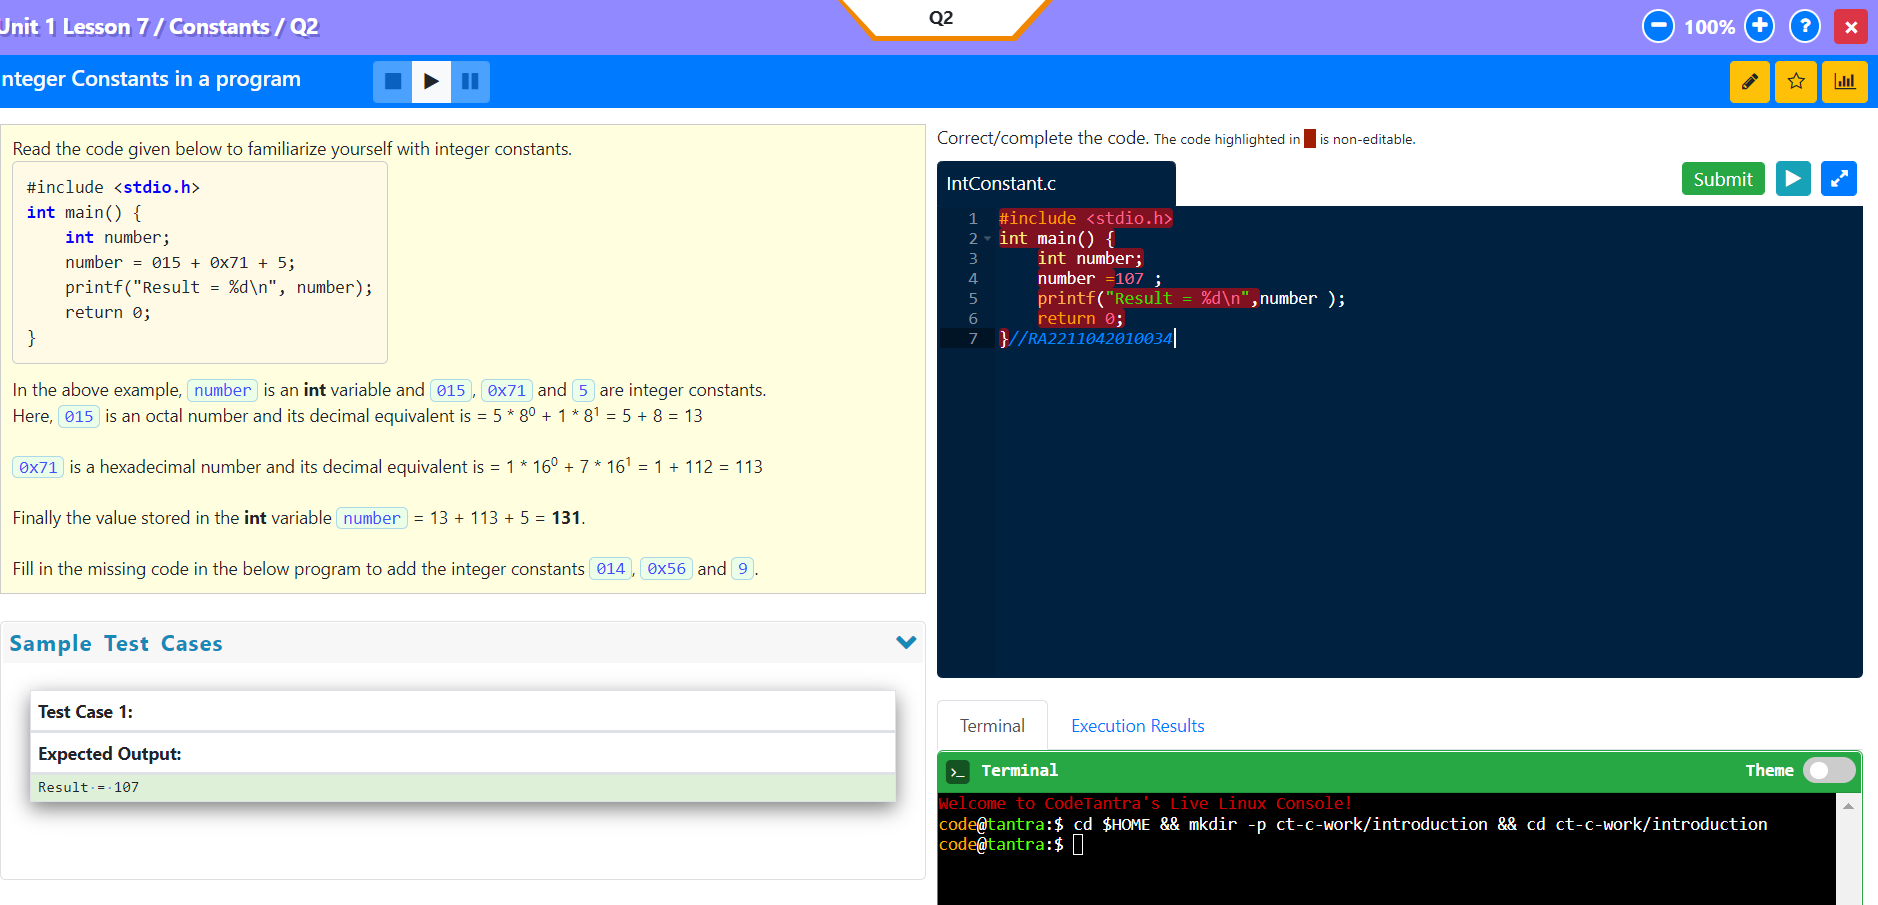 Unit 1 Lesson 7 / Constants / Q2
Q2
100%
nteger Constants in a program
Read the code given below to familiarize yourself with integer constants.
#include <stdio.h>
int main() {
    int number;
    number = 015 + 0x71 + 5;
    printf("Result = %d\n", number);
    return 0;
}
In the above example, number is an int variable and 015, 0x71 and 5 are integer constants.
Here, 015 is an octal number and its decimal equivalent is = 5 * 8⁰ + 1 * 8¹ = 5 + 8 = 13
0x71 is a hexadecimal number and its decimal equivalent is = 1 * 16⁰ + 7 * 16¹ = 1 + 112 = 113
Finally the value stored in the int variable number = 13 + 113 + 5 = 131.
Fill in the missing code in the below program to add the integer constants 014, 0x56 and 9.
Sample Test Cases
Test Case 1:
Expected Output:
Result·=·107
Correct/complete the code. The code highlighted in is non-editable.
IntConstant.c
Submit
1 #include <stdio.h>
2 int main() {
3     int number;
4     number =107 ;
5     printf("Result = %d\n",number );
6     return 0;
7 }//RA2211042010034
Terminal
Execution Results
>_ Terminal
Theme
Welcome to CodeTantra's Live Linux Console!
code@tantra:$ cd $HOME && mkdir -p ct-c-work/introduction && cd ct-c-work/introduction
code@tantra:$